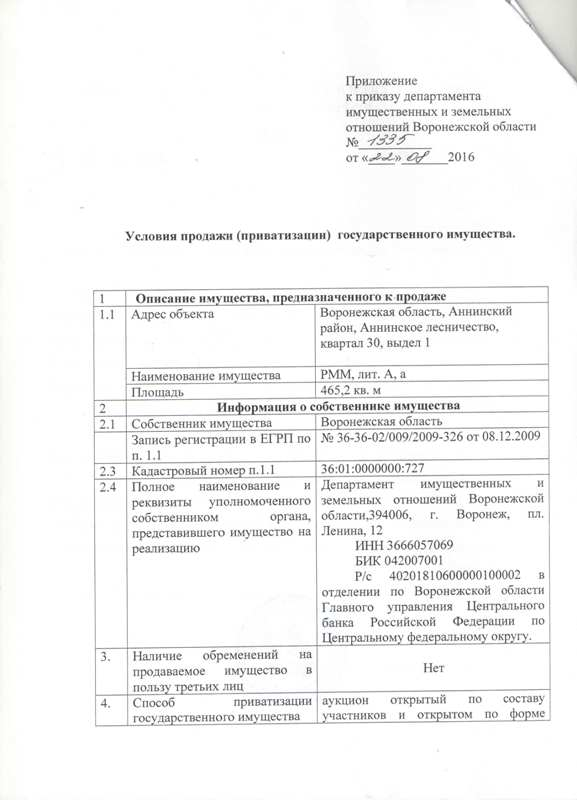 Приложение
к приказу департамента
имущественных и земельных
отношений Воронежской области
№ 1335
от «22» 08 2016
Условия продажи (приватизации) государственного имущества.
1 Описание имущества, предназначенного к продаже
1.1 Адрес объекта Воронежская область, Аннинский
район, Аннинское лесничество,
квартал 30, выдел 1
Наименование имущества РММ, лит. А, а
Площадь 465,2 кв. м
2 Информация о собственнике имущества
2.1 Собственник имущества Воронежская область
Запись регистрации в ЕГРП по № 36-36-02/009/2009-326 от 08.12.2009
п. 1.1
2.3 Кадастровый номер п.1.1 36:01:0000000:727
2.4 Полное наименование и Департамент имущественных и
реквизиты уполномоченного земельных отношений Воронежской
собственником органа, области,394006, г. Воронеж, пл.
представившего имущество на Ленина, 12
реализацию ИНН 3666057069
БИК 042007001
Р/с 40201810600000100002 в
отделении по Воронежской области
Главного управления Центрального
банка Российской Федерации по
Центральному федеральному округу.
3. Наличие обременений на
продаваемое имущество в Нет
пользу третьих лиц
4. Способ приватизации аукцион открытый по составу
государственного имущества участников и открытом по форме